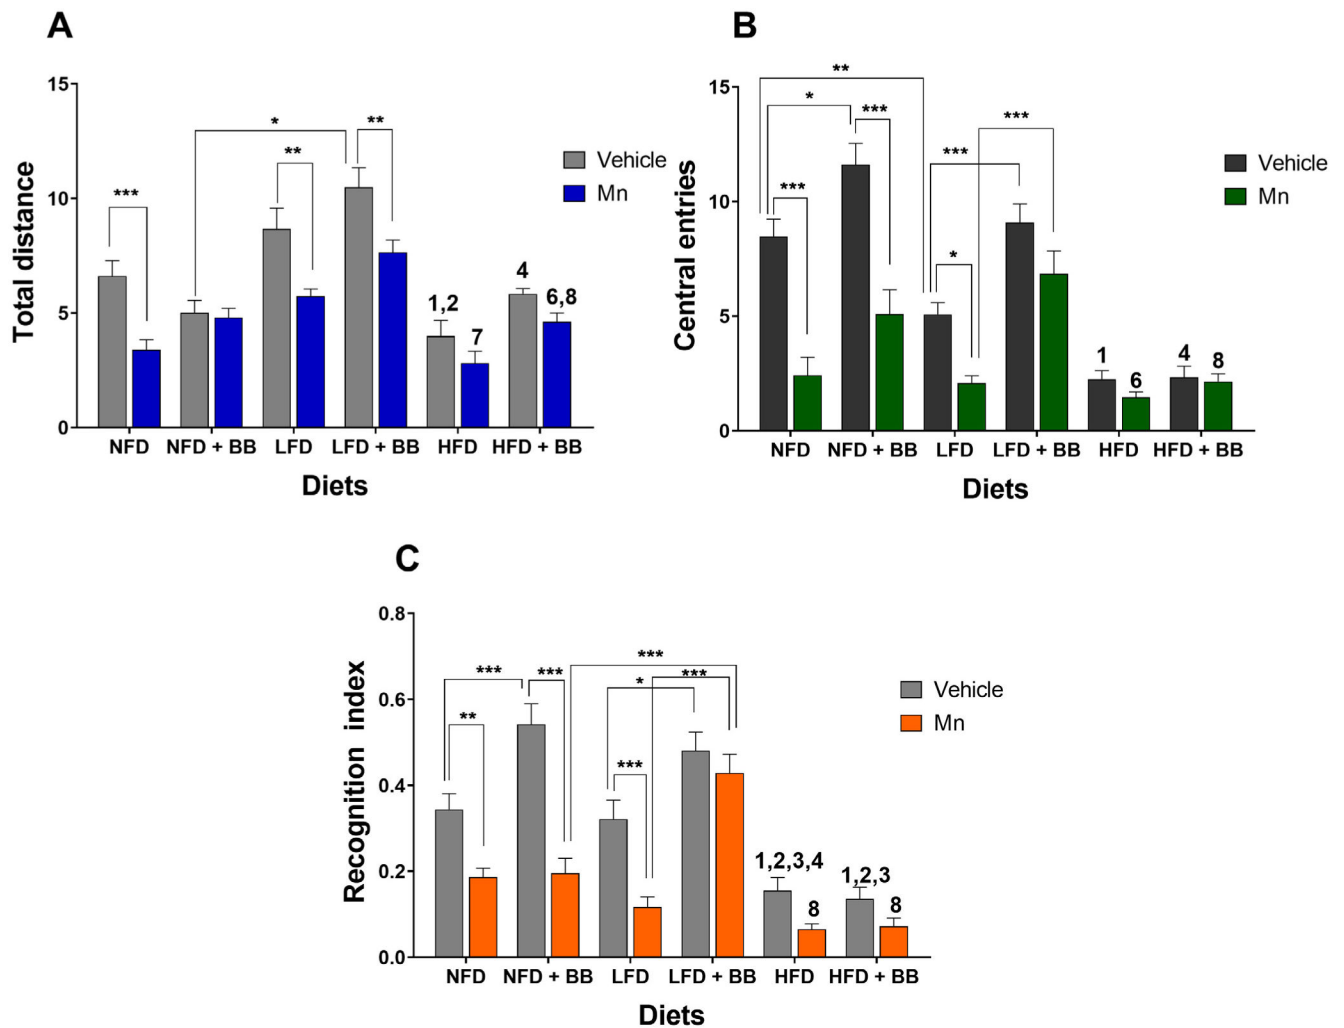 A
Total distance
15
10
5
0
***
*
**
**
1,2
7
4
6,8
Vehicle
Mn
NFD
NFD + BB
LFD
LFD + BB
HFD
HFD + BB
Diets
B
Central entries
15
10
5
0
**
*
***
***
***
***
*
1
6
4
8
Vehicle
Mn
NFD
NFD + BB
LFD
LFD + BB
HFD
HFD + BB
Diets
C
Recognition index
0.8
0.6
0.4
0.2
0.0
***
***
***
*
***
**
***
1,2,3,4
8
1,2,3
8
Vehicle
Mn
NFD
NFD + BB
LFD
LFD + BB
HFD
HFD + BB
Diets